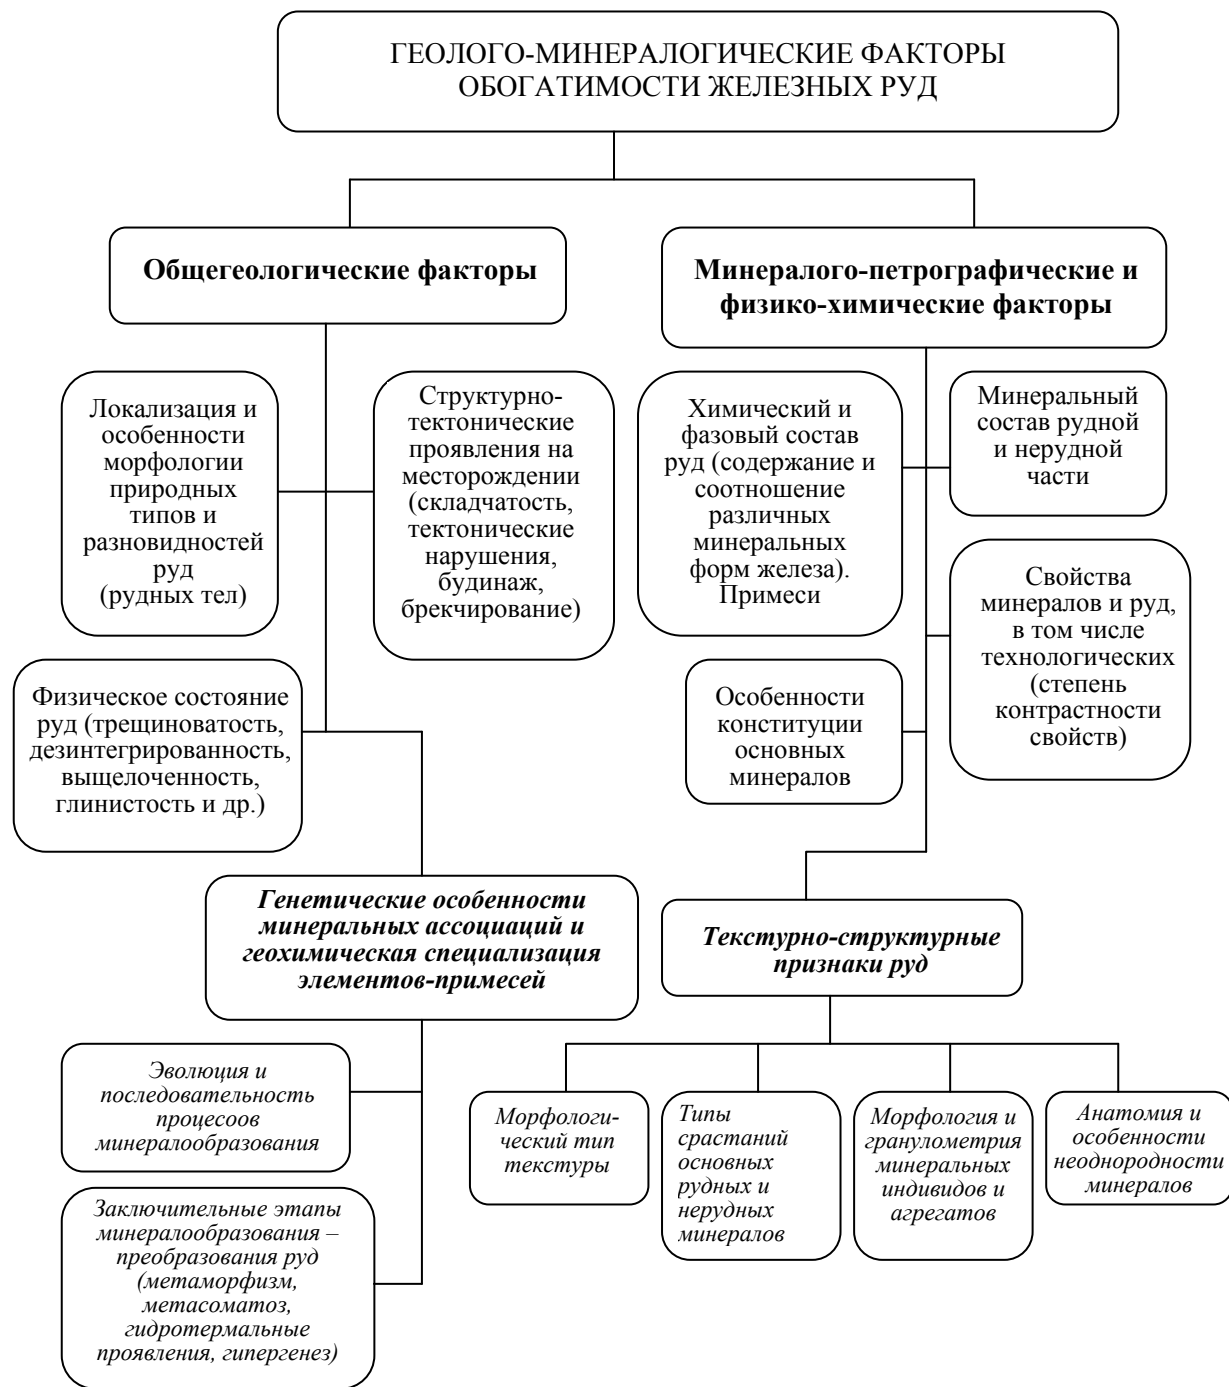 ГЕОЛОГО-МИНЕРАЛОГИЧЕСКИЕ ФАКТОРЫ
ОБОГАТИМОСТИ ЖЕЛЕЗНЫХ РУД
Общегеологические факторы
Минералого-петрографические и
физико-химические факторы
Локализация и
особенности
морфологии
природных
типов и
разновидностей
руд
(рудных тел)
Структурно-
тектонические
проявления на
месторождении
(складчатость,
тектонические
нарушения,
будинаж,
брекчирование)
Химический и
фазовый состав
руд (содержание и
соотношение
различных
минеральных
форм железа).
Примеси
Минеральный
состав рудной
и нерудной
части
Физическое состояние
руд (трещиноватость,
дезинтегрированность,
выщелоченность,
глинистость и др.)
Особенности
конституции
основных
минералов
Свойства
минералов и руд,
в том числе
технологических
(степень
контрастности
свойств)
Генетические особенности
минеральных ассоциаций и
геохимическая специализация
элементов-примесей
Текстурно-структурные
признаки руд
Эволюция и
последовательность
процесоов
минералообразования
Заключительные этапы
минералообразования –
преобразования руд
(метаморфизм,
метасоматоз,
гидротермальные
проявления, гипергенез)
Морфологи-
ческий тип
текстуры
Типы
срастаний
основных
рудных и
нерудных
минералов
Морфология и
гранулометрия
минеральных
индивидов и
агрегатов
Анатомия и
особенности
неоднородности
минералов